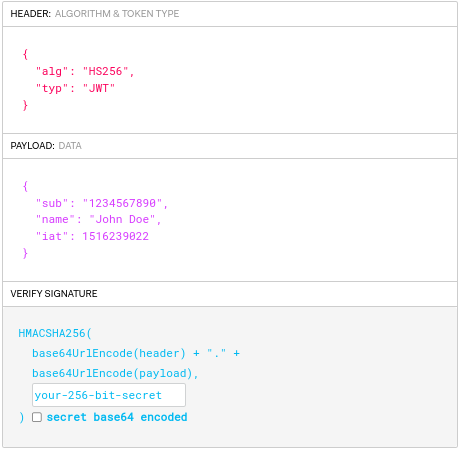 HEADER: ALGORITHM & TOKEN TYPE
{
"alg": "HS256",
"typ": "JWT"
}
PAYLOAD: DATA
{
"sub": "1234567890",
"name": "John Doe",
"iat": 1516239022
}
VERIFY SIGNATURE
HMACSHA256(
base64UrlEncode(header) + "." +
base64UrlEncode(payload),
your-256-bit-secret
) secret base64 encoded